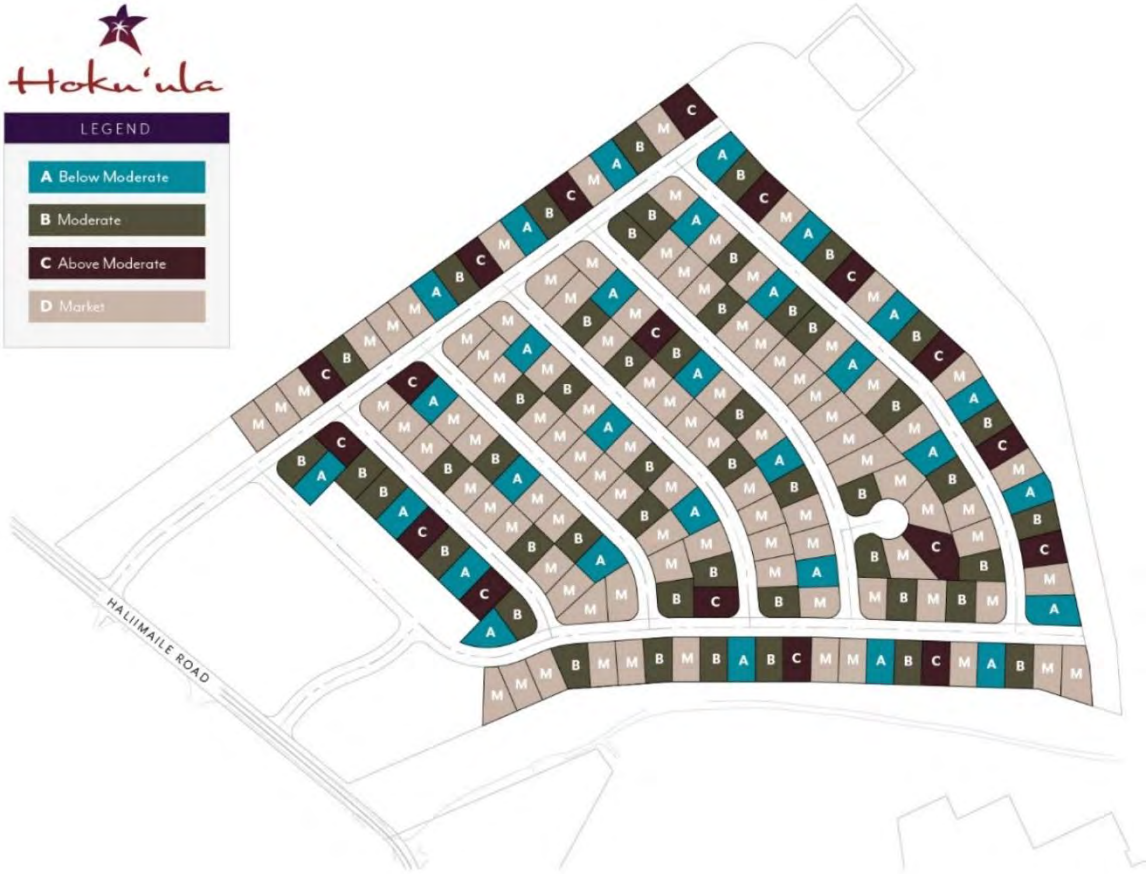 Hoku'ula
LEGEND
A Below Moderate
B Moderate
C Above Moderate
D Market
M M M C B M M M A B C M A B C M A B M C
A B C M A B C M A B C M A B C M A B C M A
B C A B B A C B A C B A
C A M M B A M M B A M
M M M B M M M B M M M
M A M B M A M B M A M B C
M M M B M M M M M B M M B
M A M C B A M B M A B M M A M
M M B M B M M M M B M M M M B
B M A M B M A B B M A M B M A B M M B
B M M M B M M M M M M M M B
M M C M B
M B M B M
M M M B M M B M B A B C M M A B C M A B M M
HALIIMAILE ROAD